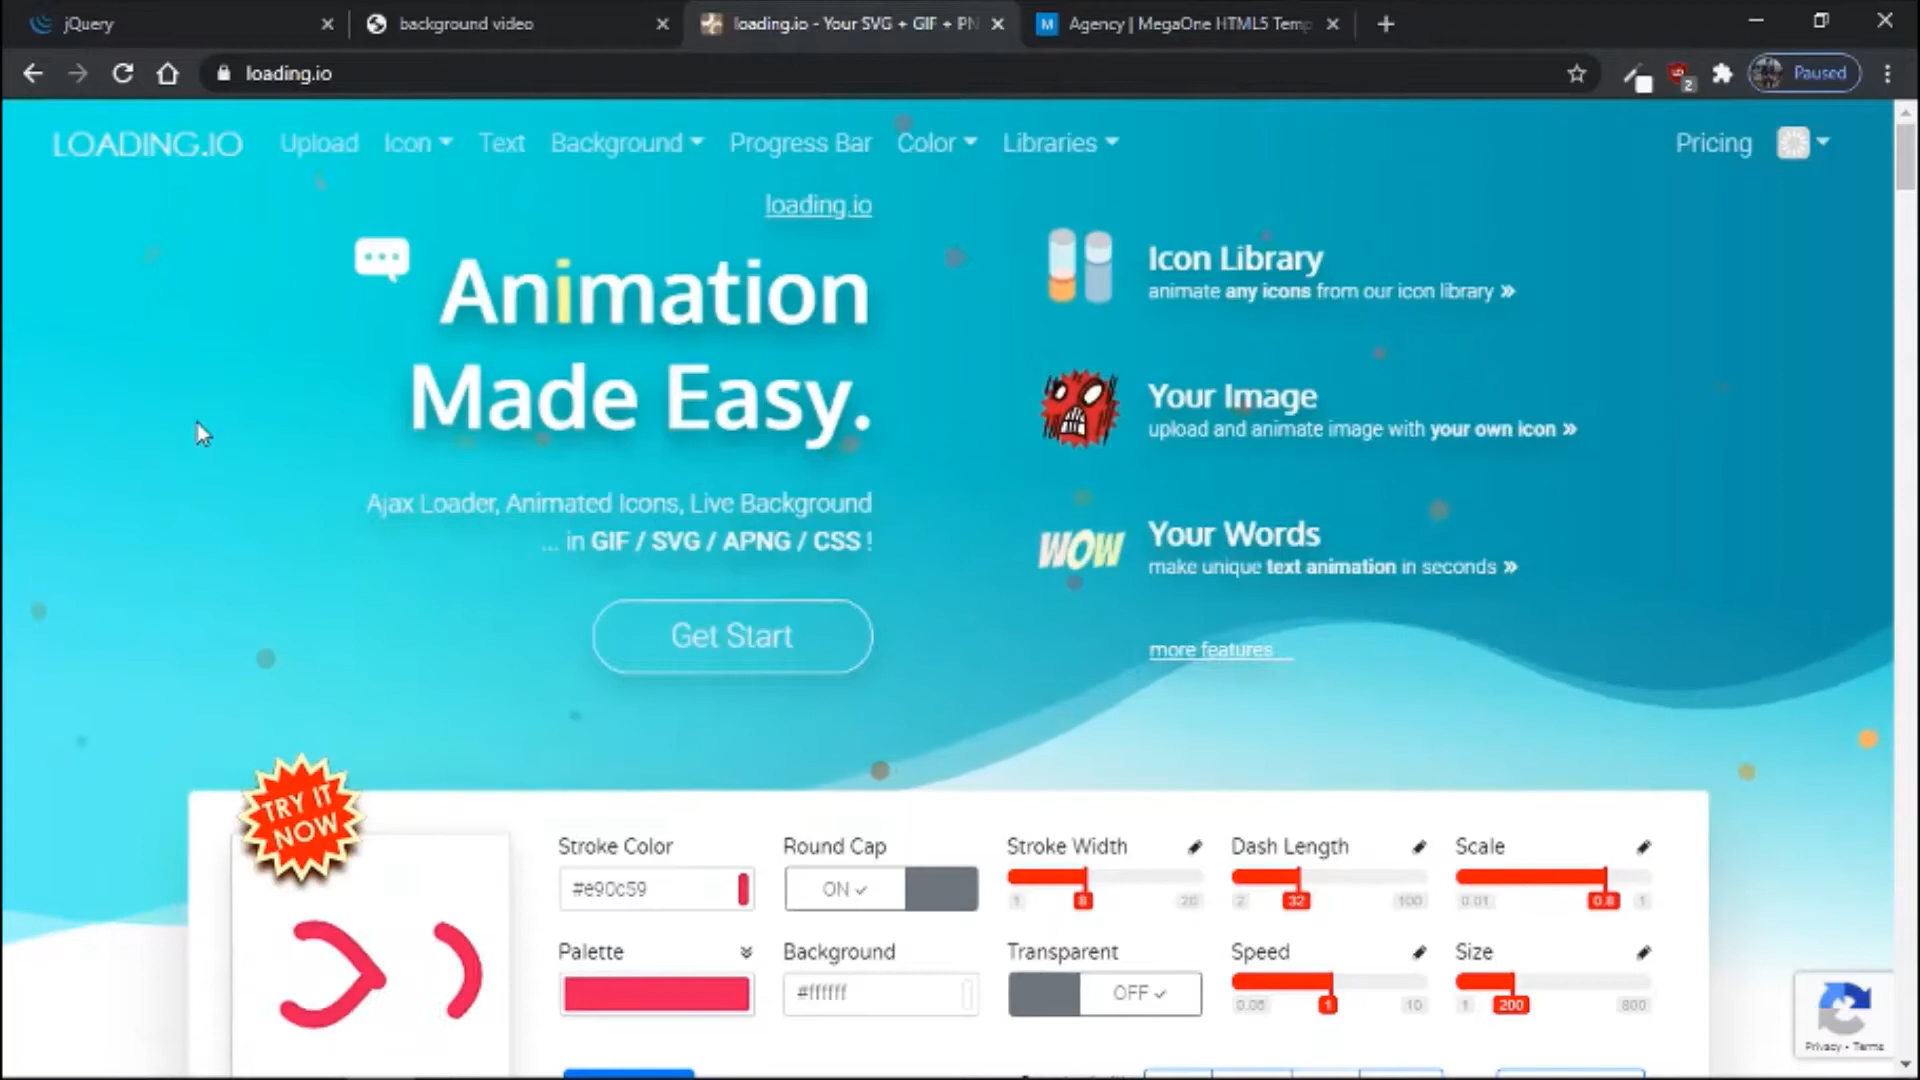 jQuery
background video
loading.io - Your SVG + GIF + PN
Agency | MegaOne HTML5 Temp
loading.io
2
Paused
LOADING.IO
Upload
Icon
Text
Background
Progress Bar
Color
Libraries
Pricing
loading.io
Animation
Made Easy.
Ajax Loader, Animated Icons, Live Background
... in GIF / SVG / APNG / CSS !
Get Start
Icon Library
animate any icons from our icon library »
Your Image
upload and animate image with your own icon »
WOW
Your Words
make unique text animation in seconds »
more features
TRY IT
NOW
Stroke Color
Round Cap
Stroke Width
Dash Length
Scale
#e90c59
ON ✓
1 8 20
2 32 100
0.01 0.8 1
Palette
Background
Transparent
Speed
Size
#ffffff
OFF ✓
0.05 1 10
1 200 800
Privacy - Terms